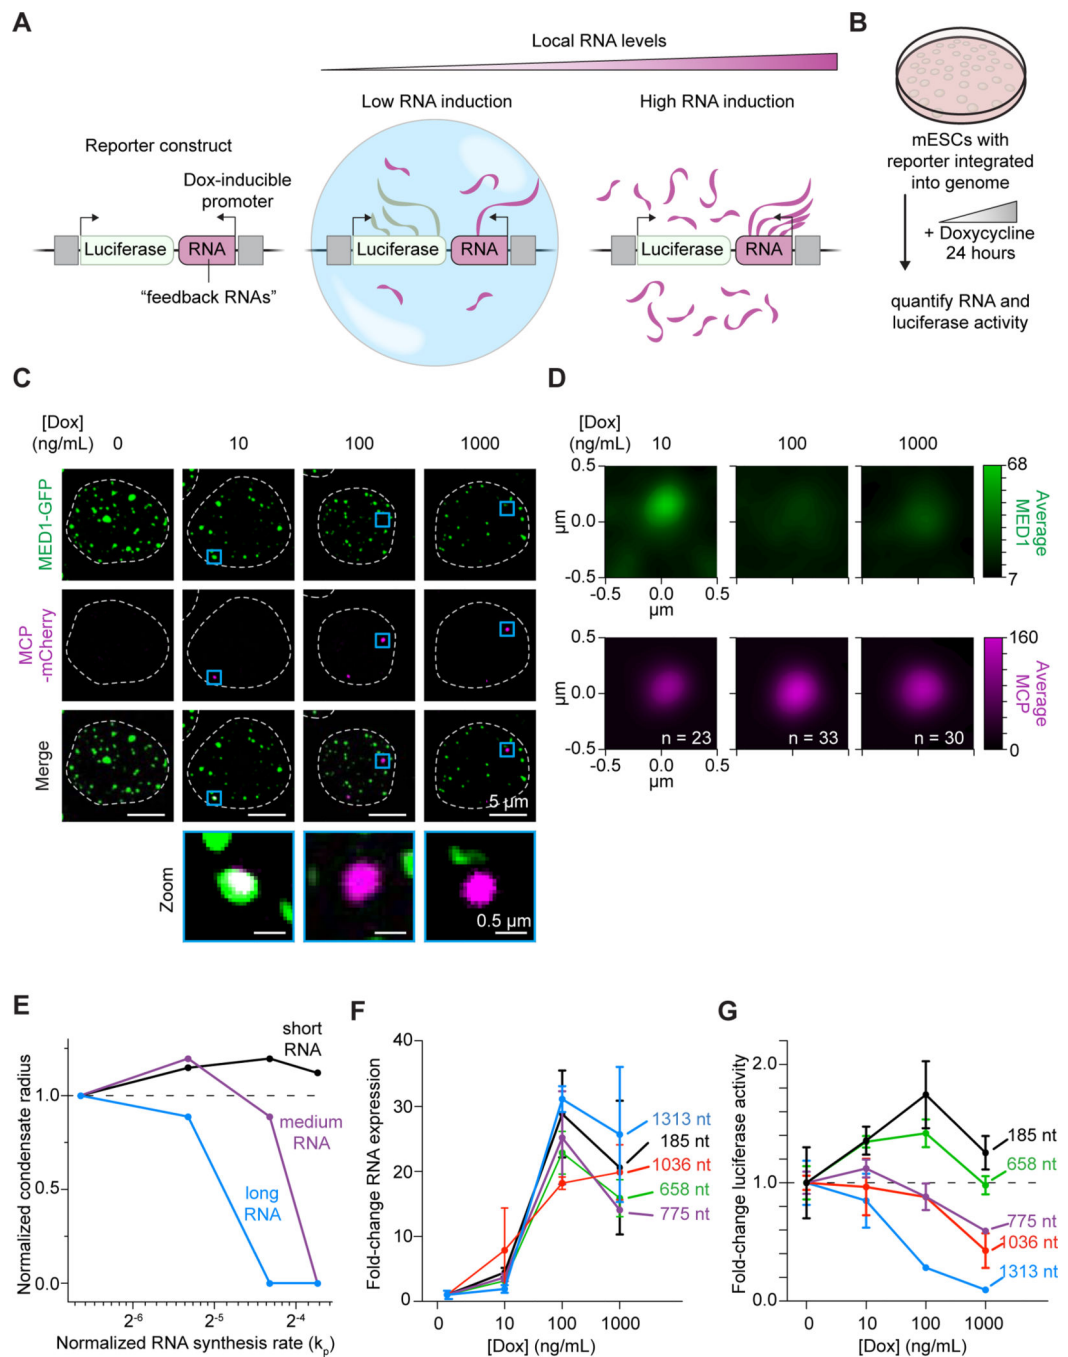 A
Local RNA levels
Low RNA induction
High RNA induction
Reporter construct
Dox-inducible
promoter
Luciferase
RNA
"feedback RNAs"
Luciferase
RNA
Luciferase
RNA
B
mESCs with
reporter integrated
into genome
+ Doxycycline
24 hours
quantify RNA and
luciferase activity
C
[Dox]
(ng/mL) 0 10 100 1000
MED1-GFP
MCP
-mCherry
Merge
5 µm
Zoom
0.5 µm
D
[Dox]
(ng/mL) 10 100 1000
0.5
µm 0.0
-0.5
-0.5 0.0 0.5
µm
68
Average
MED1
7
0.5
µm 0.0
-0.5
n = 23 n = 33 n = 30
-0.5 0.0 0.5
µm
160
Average
MCP
0
E
Normalized condensate radius
1.0
0.5
0.0
short
RNA
medium
RNA
long
RNA
2-6 2-5 2-4
Normalized RNA synthesis rate (kp)
F
Fold-change RNA expression
40
30
20
10
0
1313 nt
185 nt
1036 nt
658 nt
775 nt
0 10 100 1000
[Dox] (ng/mL)
G
Fold-change luciferase activity
2.0
1.0
0.0
185 nt
658 nt
775 nt
1036 nt
1313 nt
0 10 100 1000
[Dox] (ng/mL)